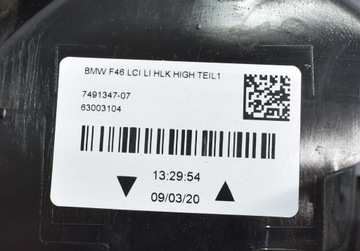 BMW F46 LCI LI HLK HIGH TEIL1
7491347-07
63003104
13:29:54
09/03/20